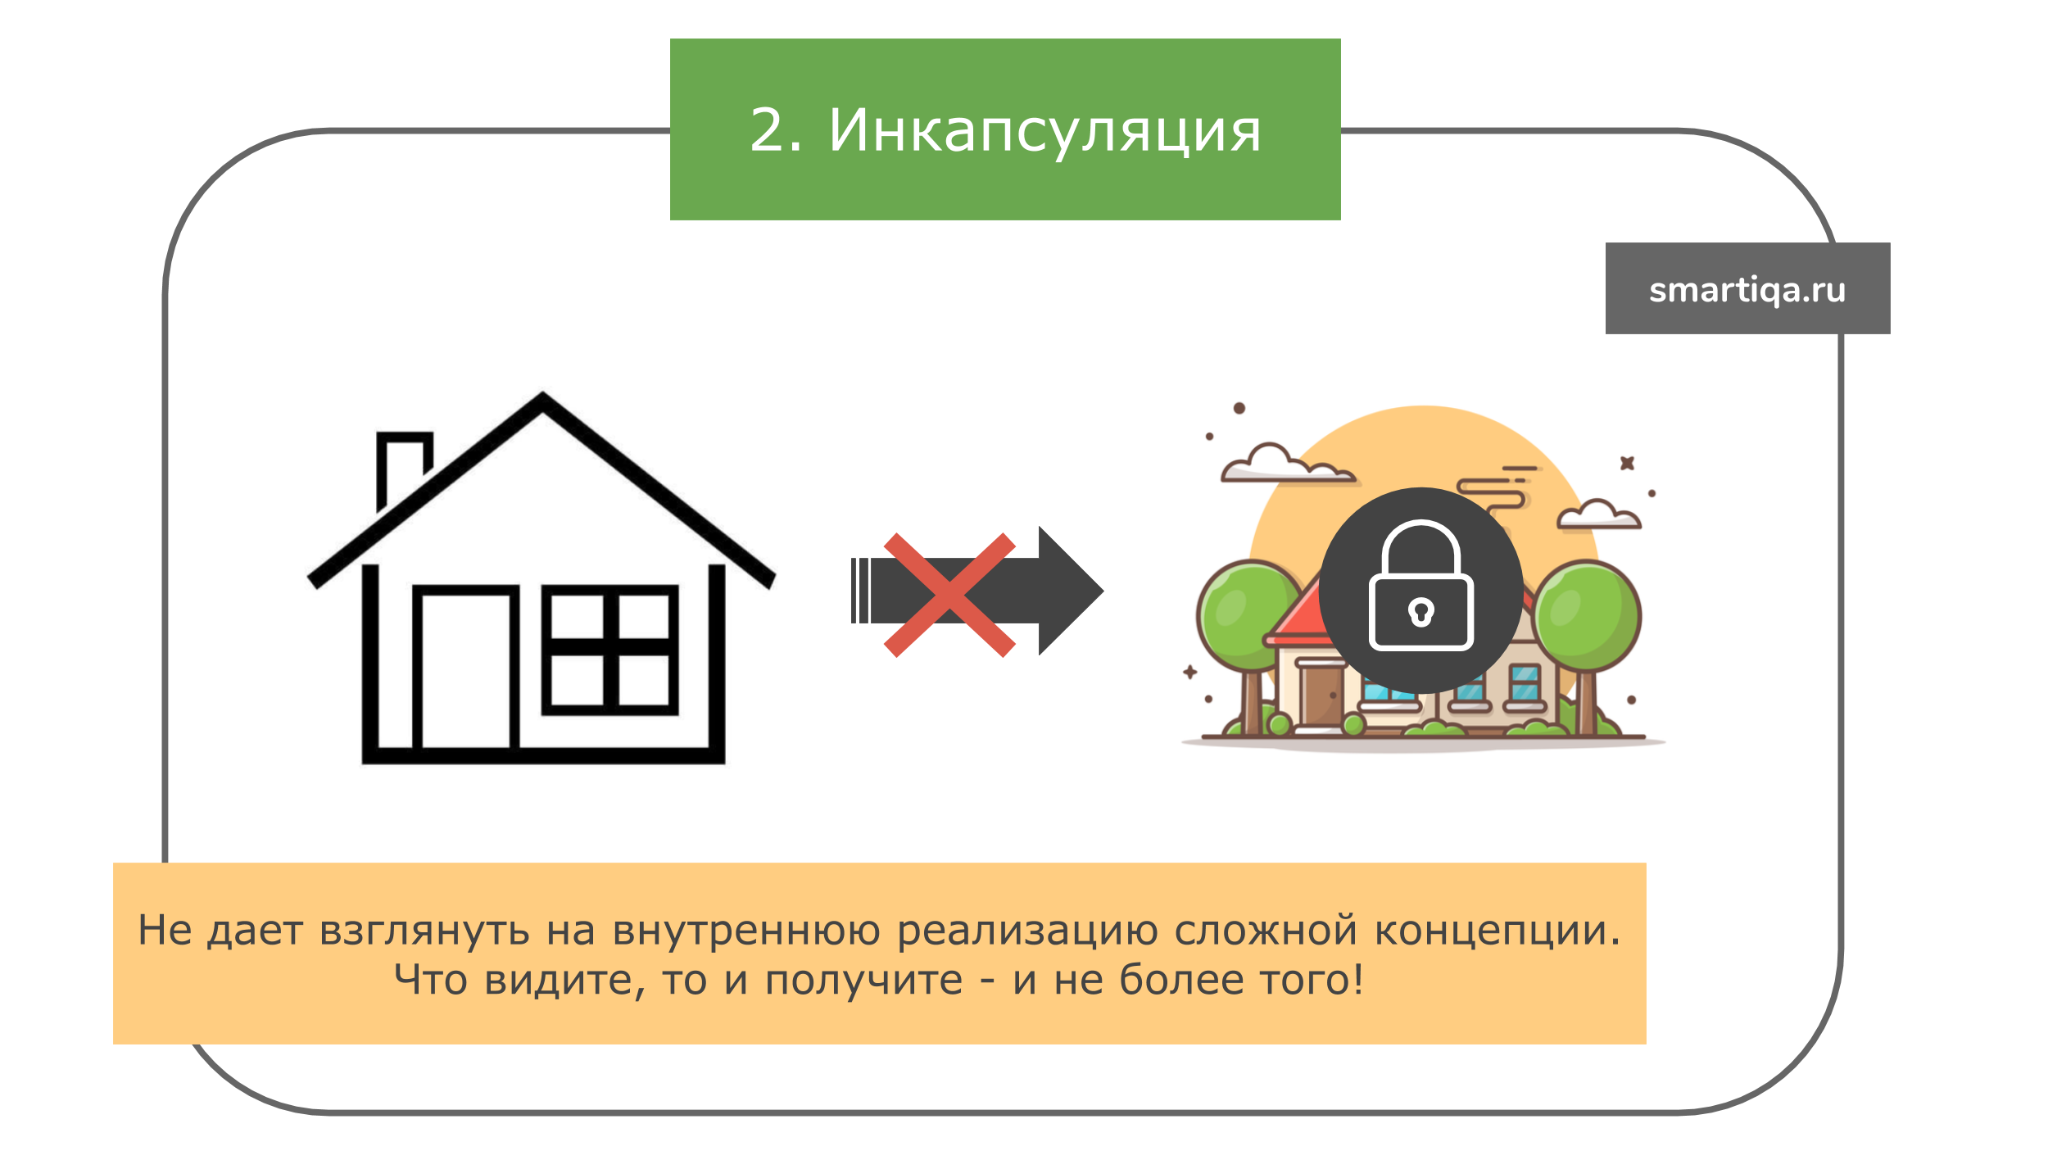 2. Инкапсуляция
smartiqa.ru
Не дает взглянуть на внутреннюю реализацию сложной концепции.
Что видите, то и получите - и не более того!